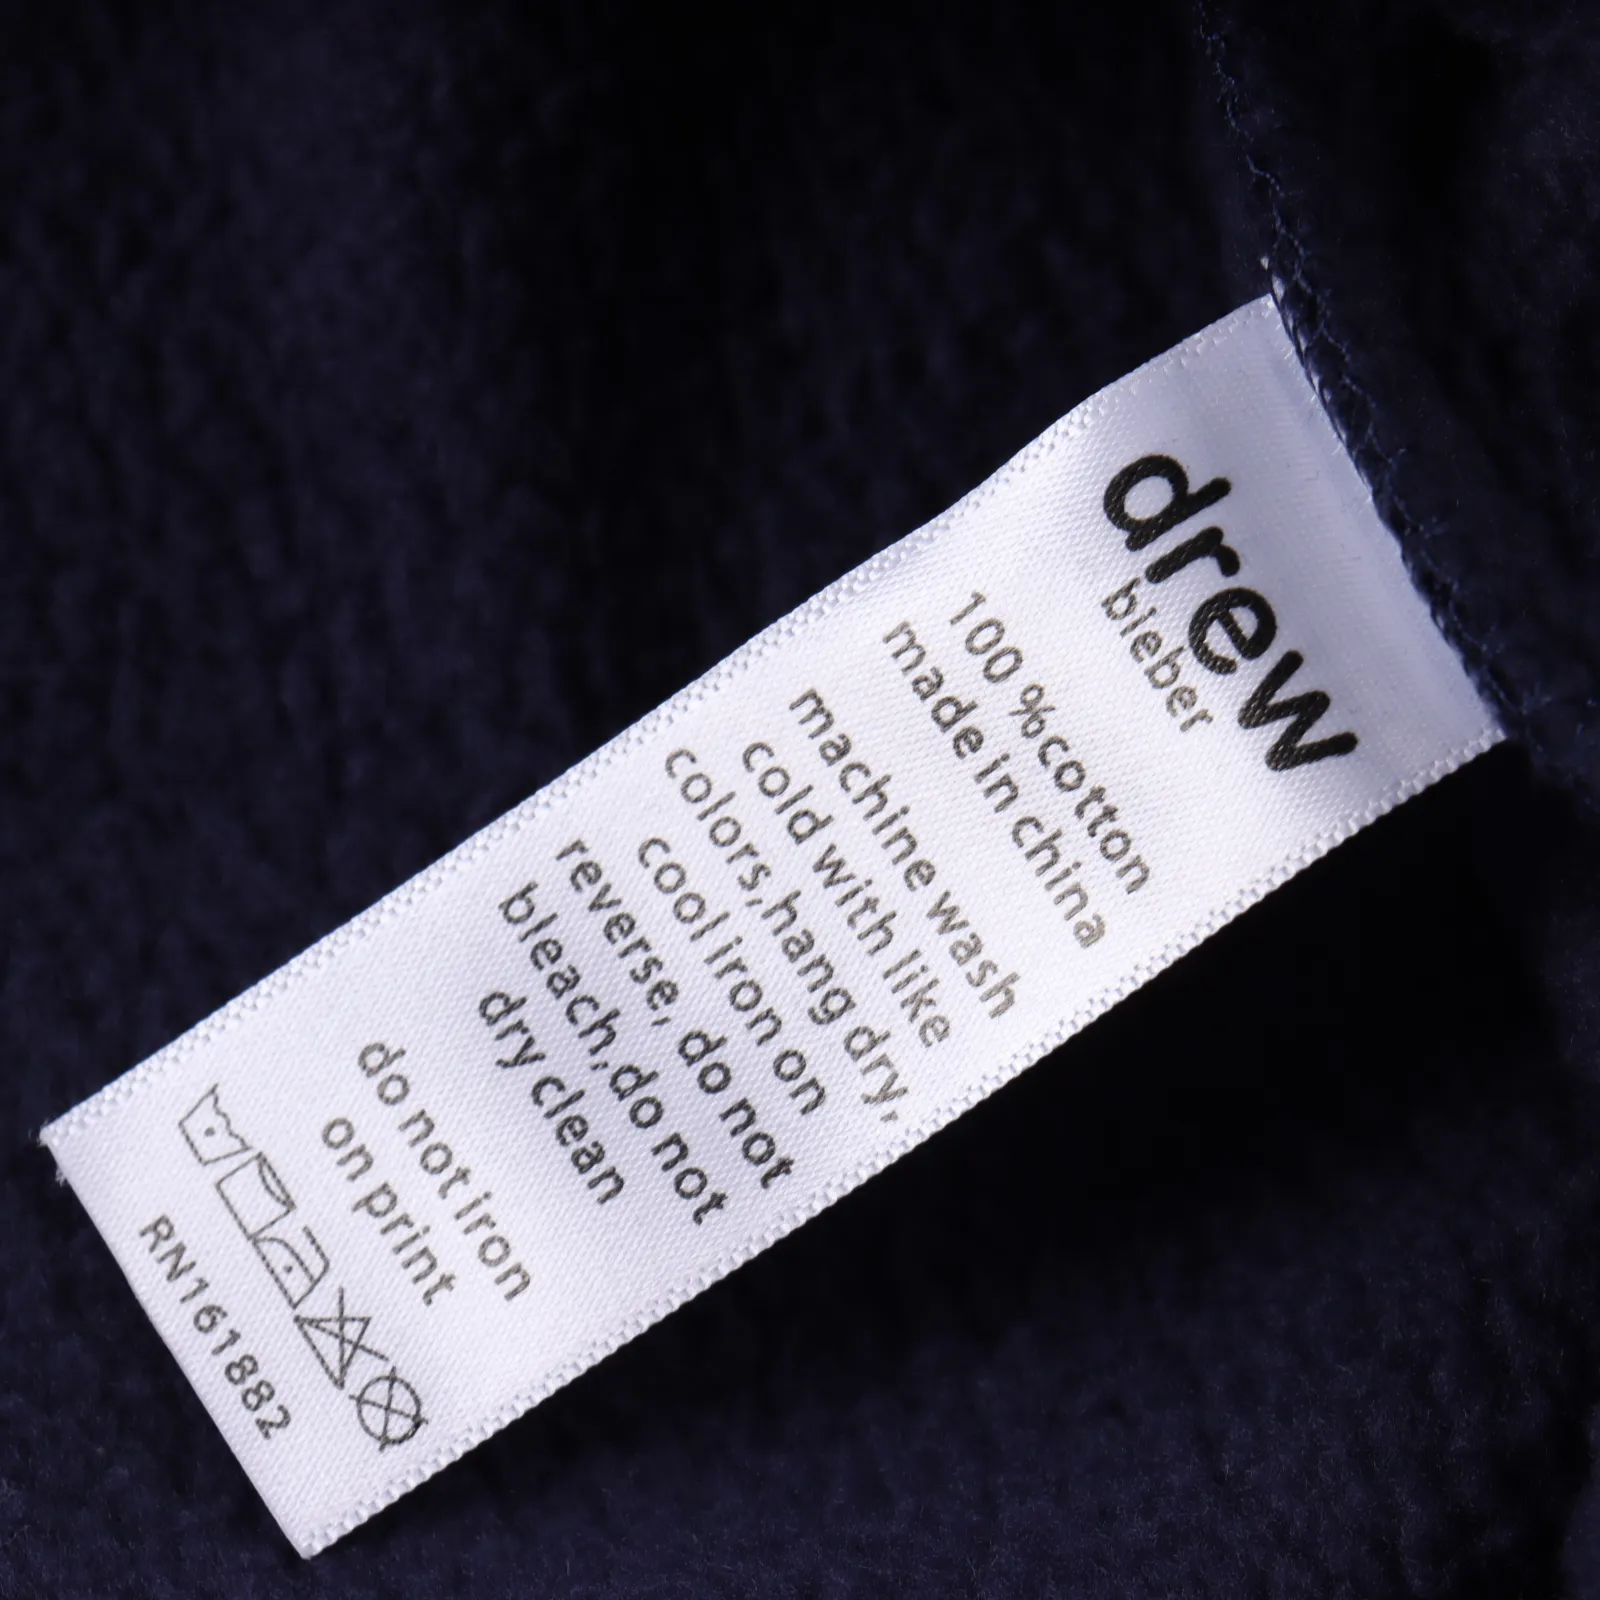 drew
bieber
100 %cotton
made in china
machine wash
cold with like
colors,hang dry,
cool iron on
reverse, do not
bleach,do not
dry clean
do not iron
on print
RN161882